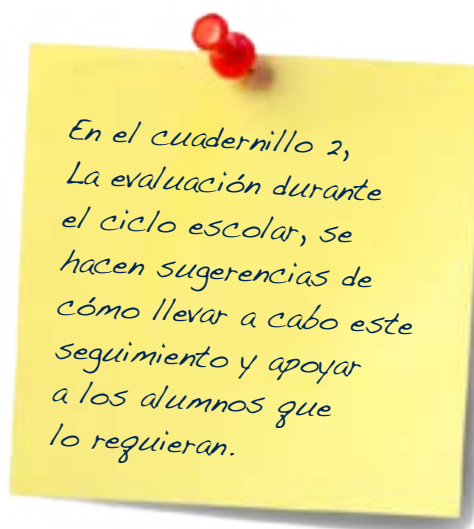 En el cuadernillo 2,
La evaluación durante
el ciclo escolar, se
hacen sugerencias de
cómo llevar a cabo este
seguimiento y apoyar
a los alumnos que
lo requieran.